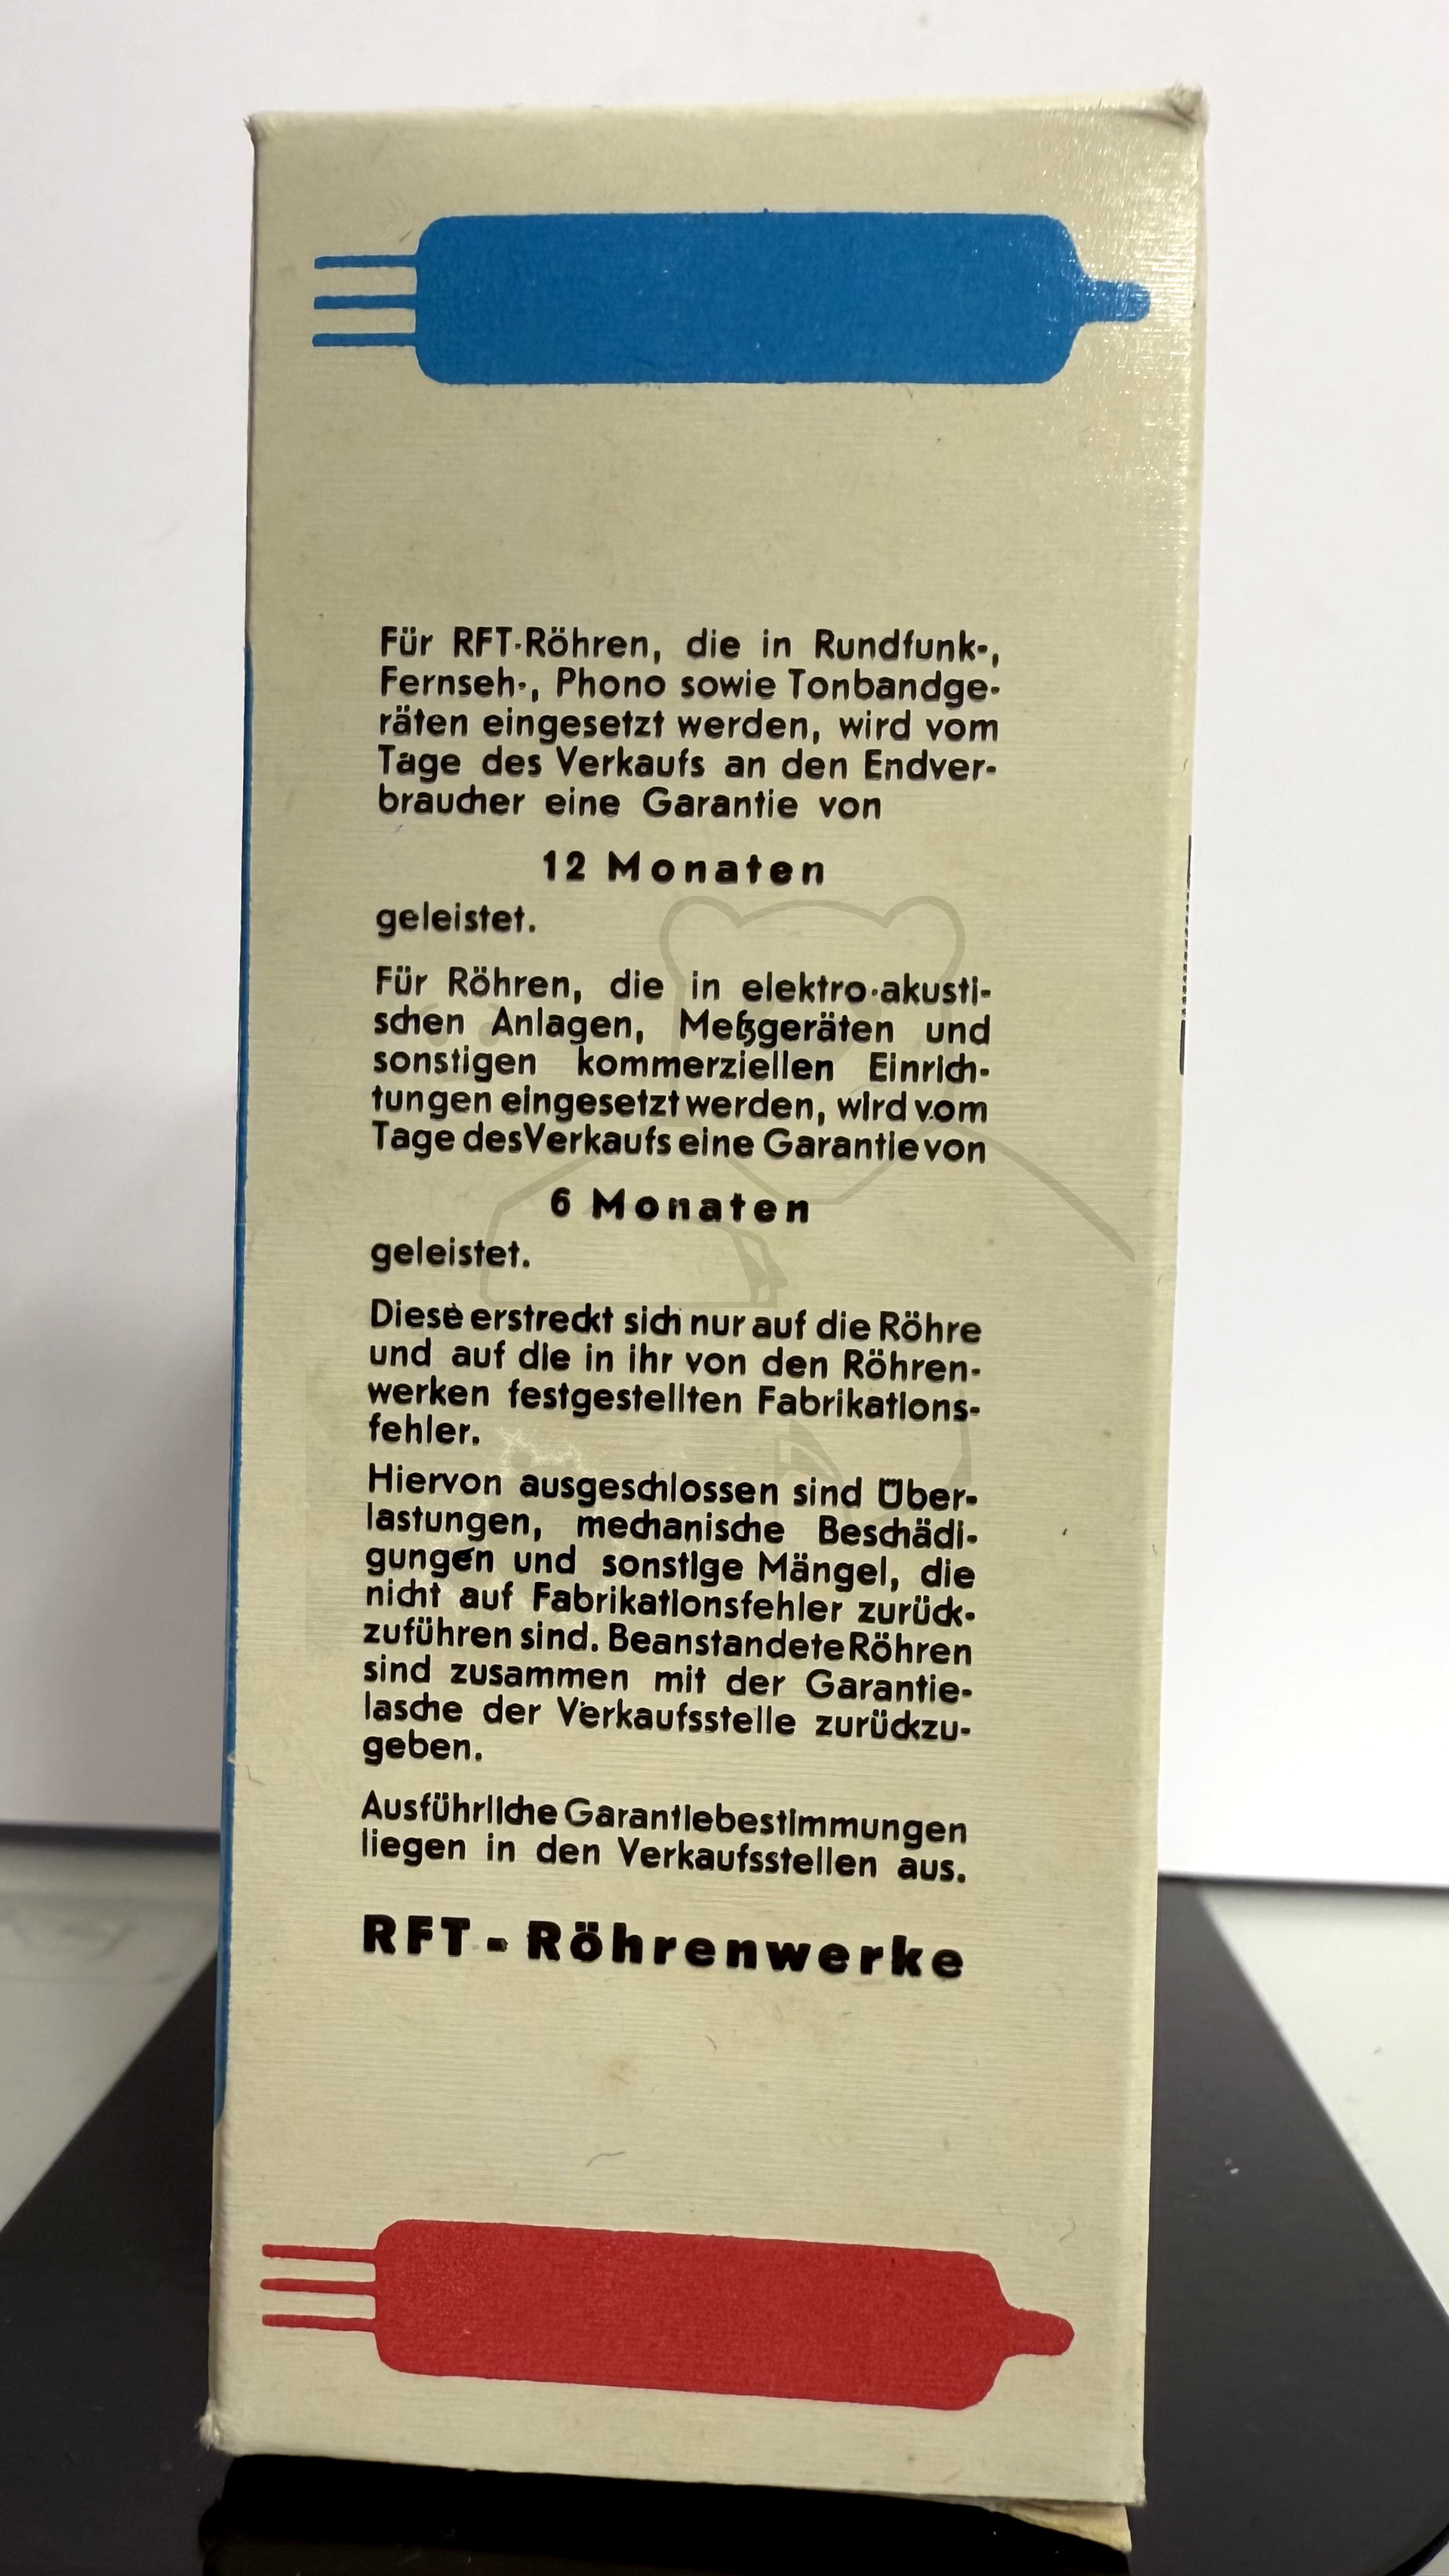 Für RFT-Röhren, die in Rundfunk-,
Fernseh-, Phono sowie Tonbandge-
räten eingesetzt werden, wird vom
Tage des Verkaufs an den Endver-
braucher eine Garantie von
12 Monaten
geleistet.
Für Röhren, die in elektro-akusti-
schen Anlagen, Meßgeräten und
sonstigen kommerziellen Einrich-
tungen eingesetzt werden, wird vom
Tage des Verkaufs eine Garantie von
6 Monaten
geleistet.
Diese erstreckt sich nur auf die Röhre
und auf die in ihr von den Röhren-
werken festgestellten Fabrikations-
fehler.
Hiervon ausgeschlossen sind Über-
lastungen, mechanische Beschädi-
gungen und sonstige Mängel, die
nicht auf Fabrikationsfehler zurück-
zuführen sind. Beanstandete Röhren
sind zusammen mit der Garantie-
lasche der Verkaufsstelle zurückzu-
geben.
Ausführliche Garantiebestimmungen
liegen in den Verkaufsstellen aus.
RFT-Röhrenwerke